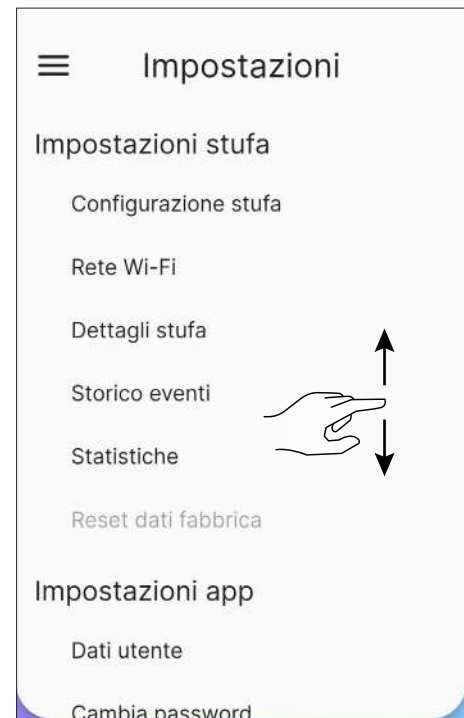 Impostazioni
Impostazioni stufa
Configurazione stufa
Rete Wi-Fi
Dettagli stufa
Storico eventi
Statistiche
Reset dati fabbrica
Impostazioni app
Dati utente
Cambia password